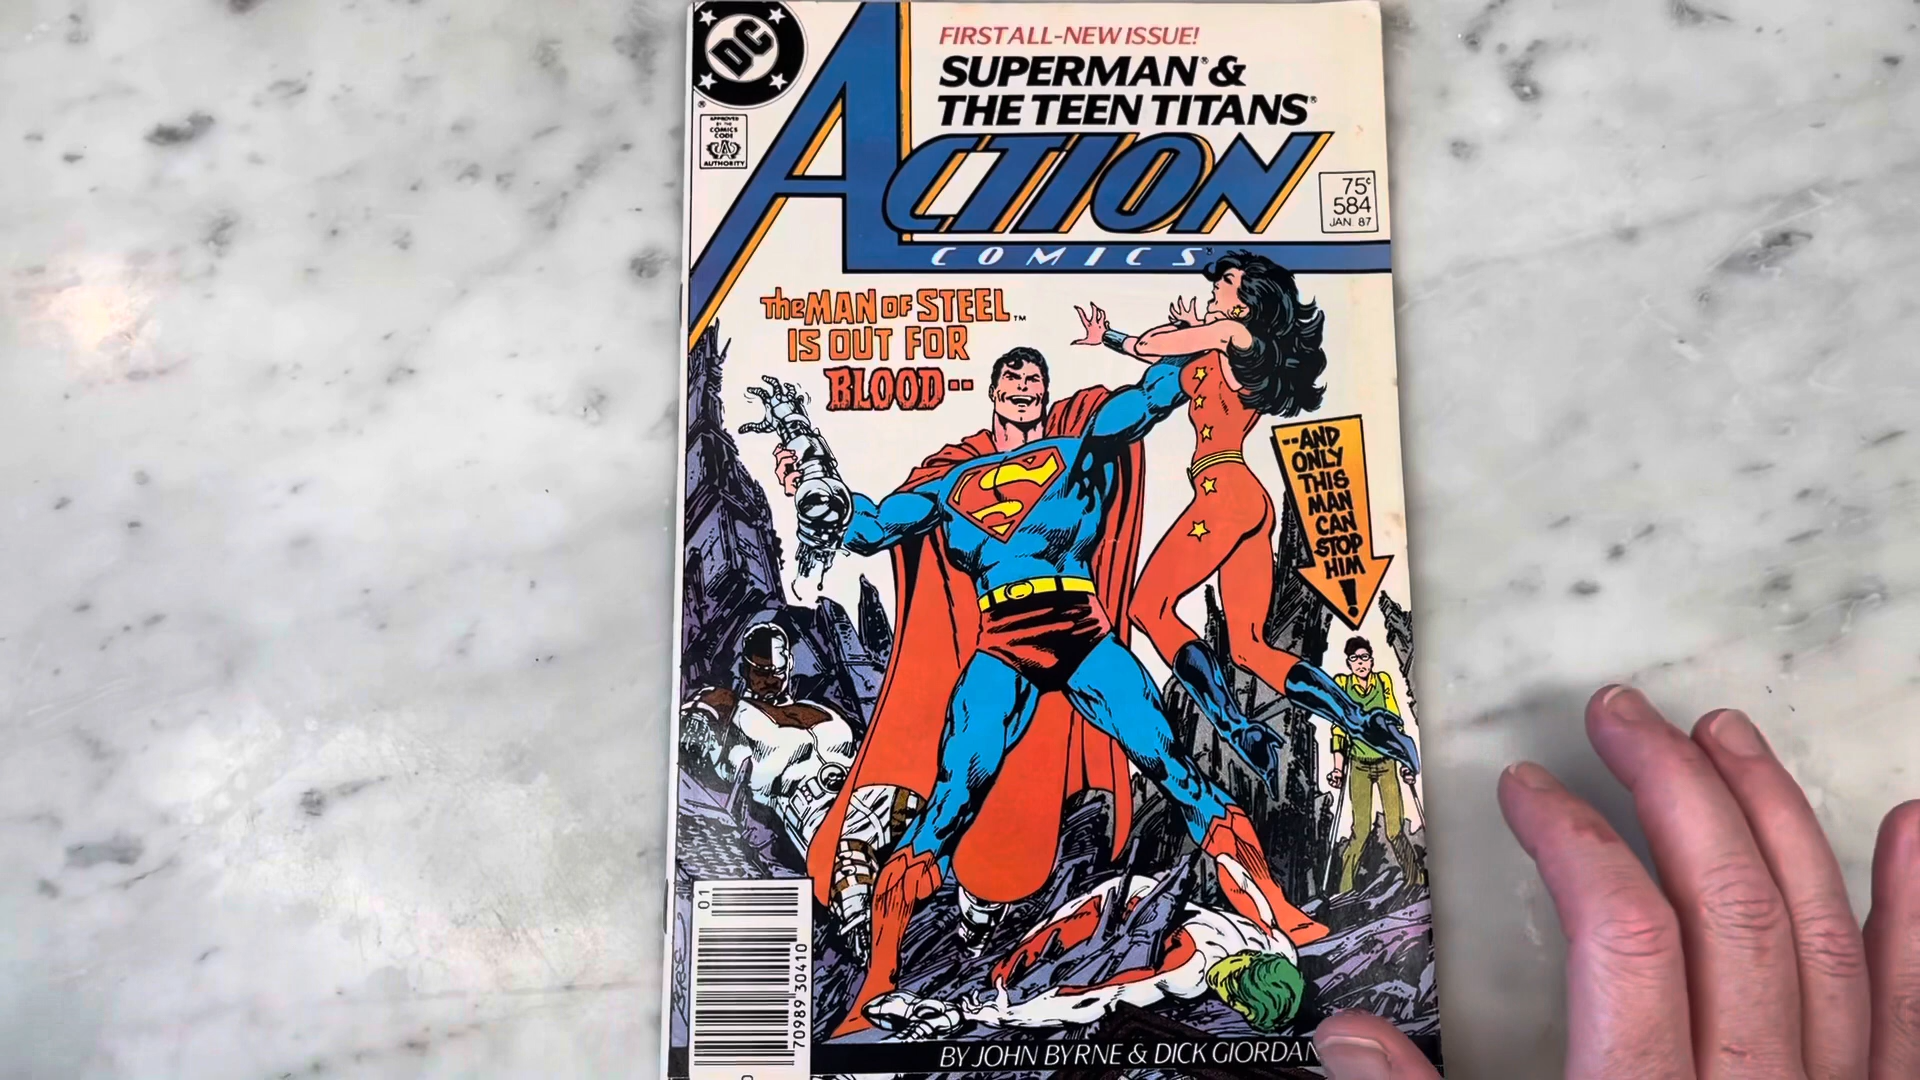 DC
FIRST ALL-NEW ISSUE!
SUPERMAN® &
THE TEEN TITANS®
APPROVED
BY THE
COMICS
CODE
CA
AUTHORITY
ACTION
COMICS®
75¢
584
JAN. 87
The MAN OF STEEL™
IS OUT FOR
BLOOD--
--AND
ONLY
THIS
MAN
CAN
STOP
HIM
!
S
01
70989 30410
BYRNE
BY JOHN BYRNE & DICK GIORDAN